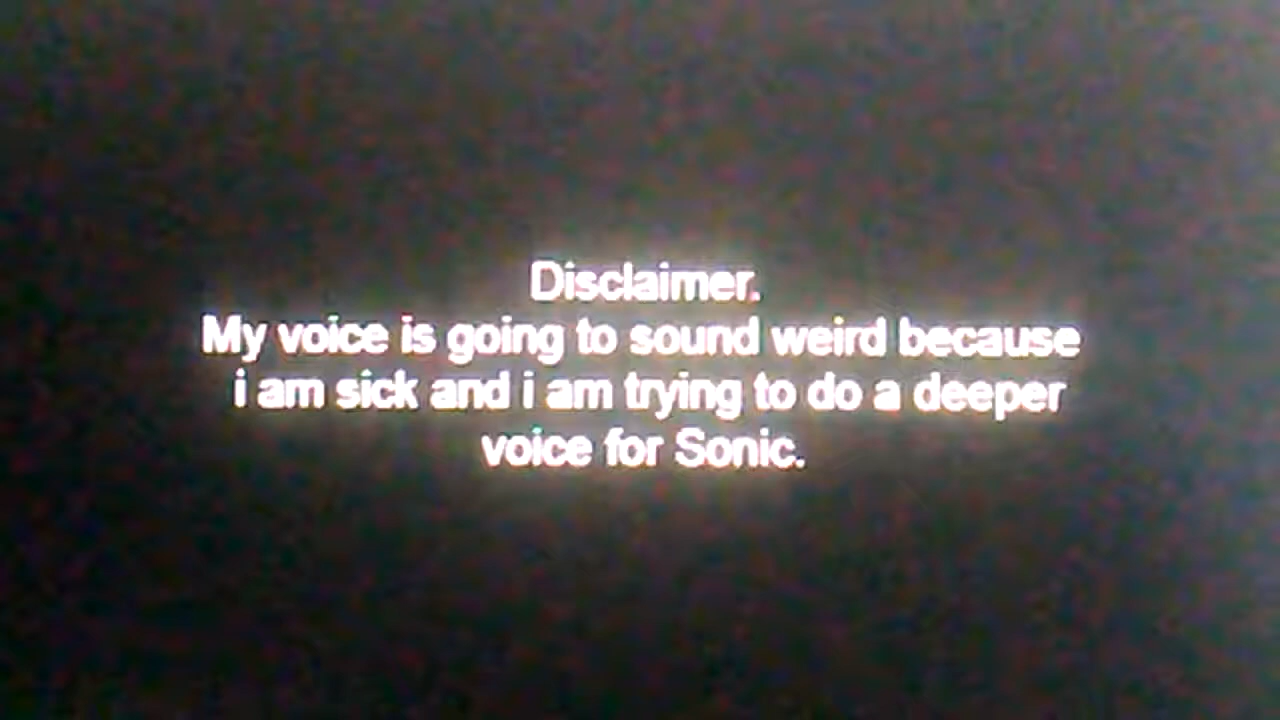 Disclaimer.
My voice is going to sound weird because
i am sick and i am trying to do a deeper
voice for Sonic.